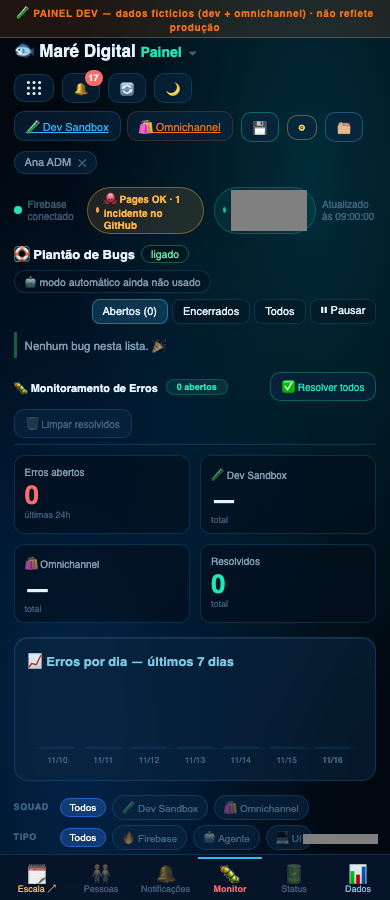 PAINEL DEV — dados fictícios (dev + omnichannel) · não reflete
produção
Maré Digital Painel
17
Dev Sandbox
Omnichannel
Ana ADM ×
Firebase
conectado
Pages OK · 1
incidente no
GitHub
Atualizado
às 09:00:00
Plantão de Bugs
ligado
modo automático ainda não usado
Abertos (0)
Encerrados
Todos
Pausar
Nenhum bug nesta lista.
Monitoramento de Erros
0 abertos
Resolver todos
Limpar resolvidos
Erros abertos
0
últimas 24h
Dev Sandbox
—
total
Omnichannel
—
total
Resolvidos
0
total
Erros por dia — últimos 7 dias
11/10 11/11 11/12 11/13 11/14 11/15 11/16
SQUAD
Todos
Dev Sandbox
Omnichannel
TIPO
Todos
Firebase
Agente
UI
Escala ↗
Pessoas
Notificações
Monitor
Status
Dados